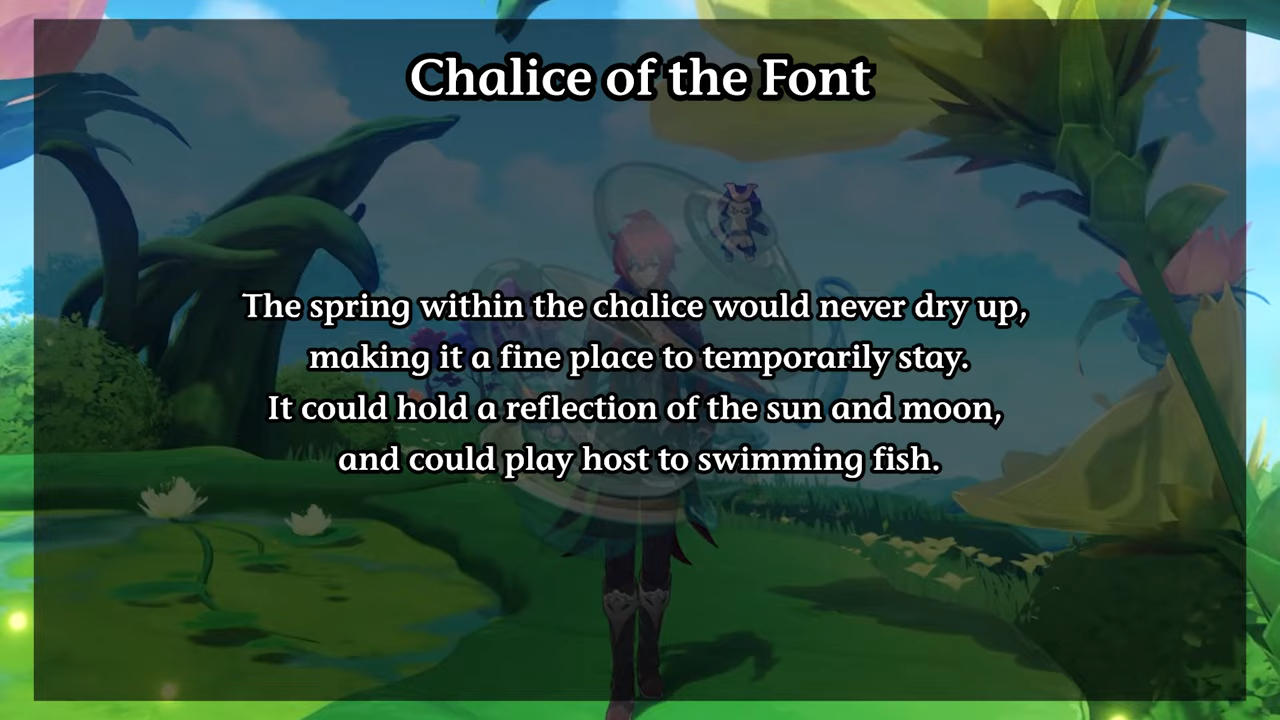 Chalice of the Font
The spring within the chalice would never dry up,
making it a fine place to temporarily stay.
It could hold a reflection of the sun and moon,
and could play host to swimming fish.